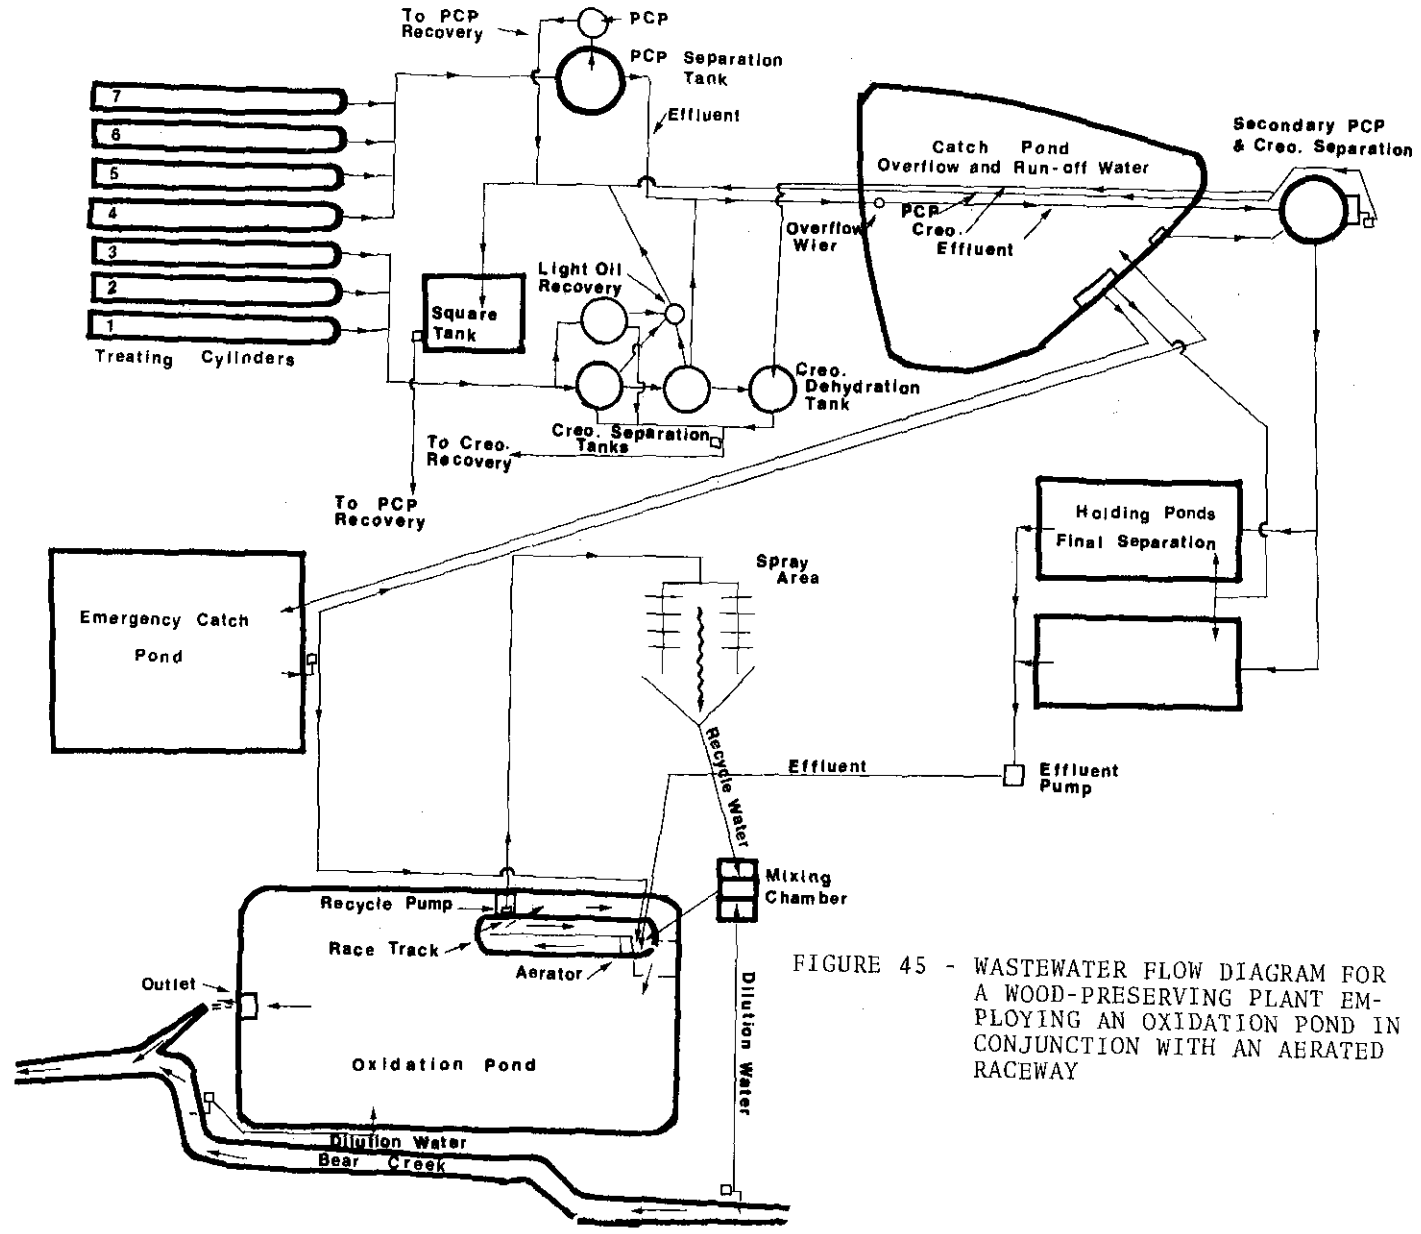 To PCP
Recovery
PCP
PCP Separation
Tank
Effluent
7
6
5
4
3
2
1
Treating Cylinders
Catch Pond
Overflow and Run-off Water
Secondary PCP
& Creo. Separation
Overflow
Wier
PCP
Creo.
Effluent
Light Oil
Recovery
Square
Tank
Creo.
Dehydration
Tank
Creo. Separation
Tanks
To Creo.
Recovery
To PCP
Recovery
Holding Ponds
Final Separation
Emergency Catch
Pond
Spray
Area
Recycle Water
Effluent
Effluent
Pump
Mixing
Chamber
Recycle Pump
Race Track
Aerator
Outlet
Oxidation Pond
Dilution Water
Dilution Water
Bear Creek
FIGURE 45 - WASTEWATER FLOW DIAGRAM FOR
A WOOD-PRESERVING PLANT EM-
PLOYING AN OXIDATION POND IN
CONJUNCTION WITH AN AERATED
RACEWAY